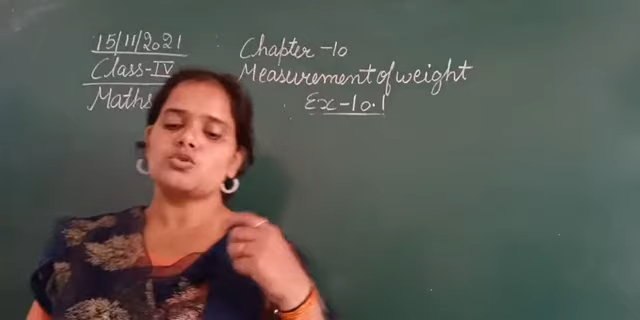 15/11/2021
Class-IV
Maths
Chapter -10
Measurement of weight
Ex-10.1